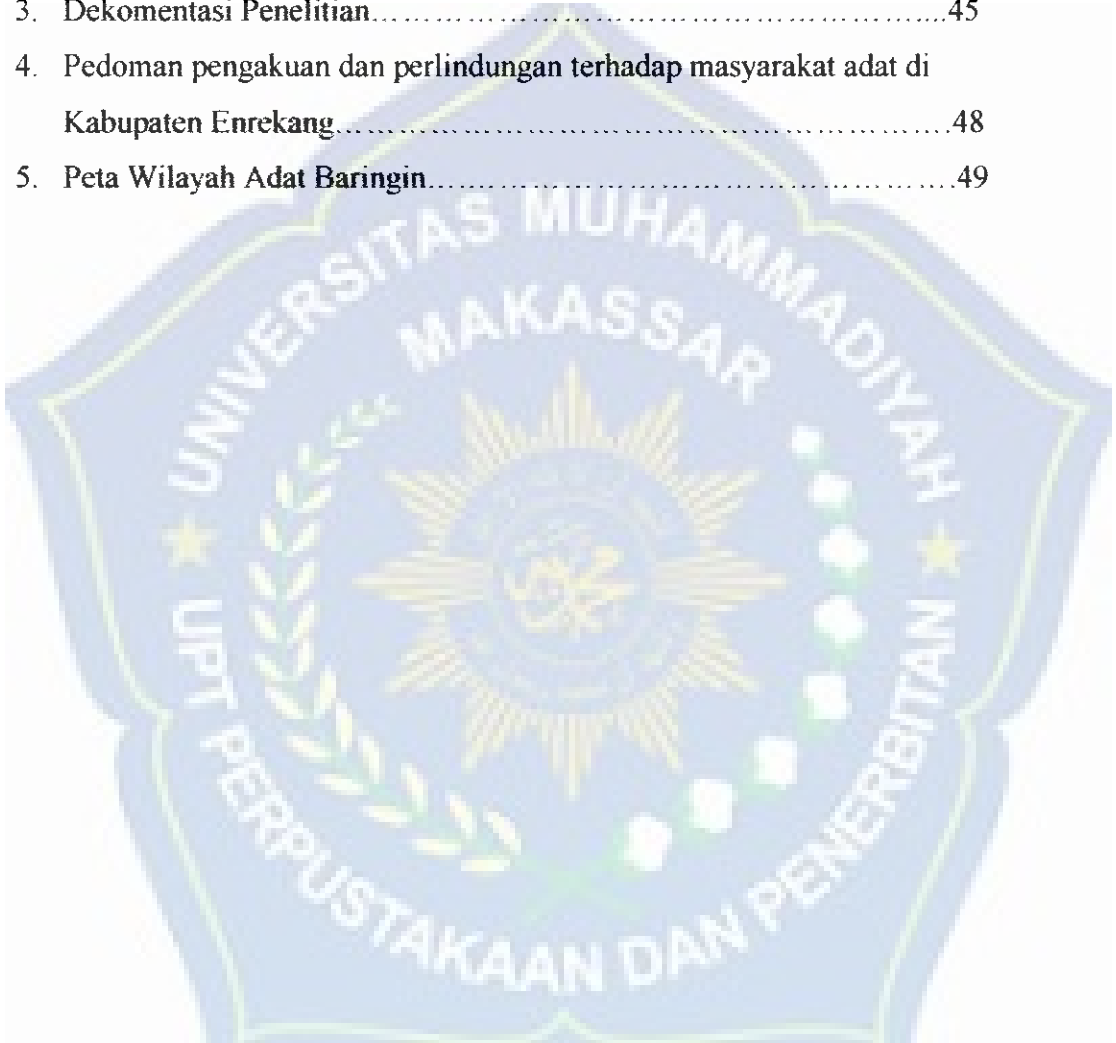 3. Dekomentasi Penelitian.......................................................45
4. Pedoman pengakuan dan perlindungan terhadap masyarakat adat di
Kabupaten Enrekang...........................................................48
5. Peta Wilayah Adat Baringin..................................................49
UNIVERSITAS MUHAMMADIYAH
MAKASSAR
UPT PERPUSTAKAAN DAN PENERBITAN